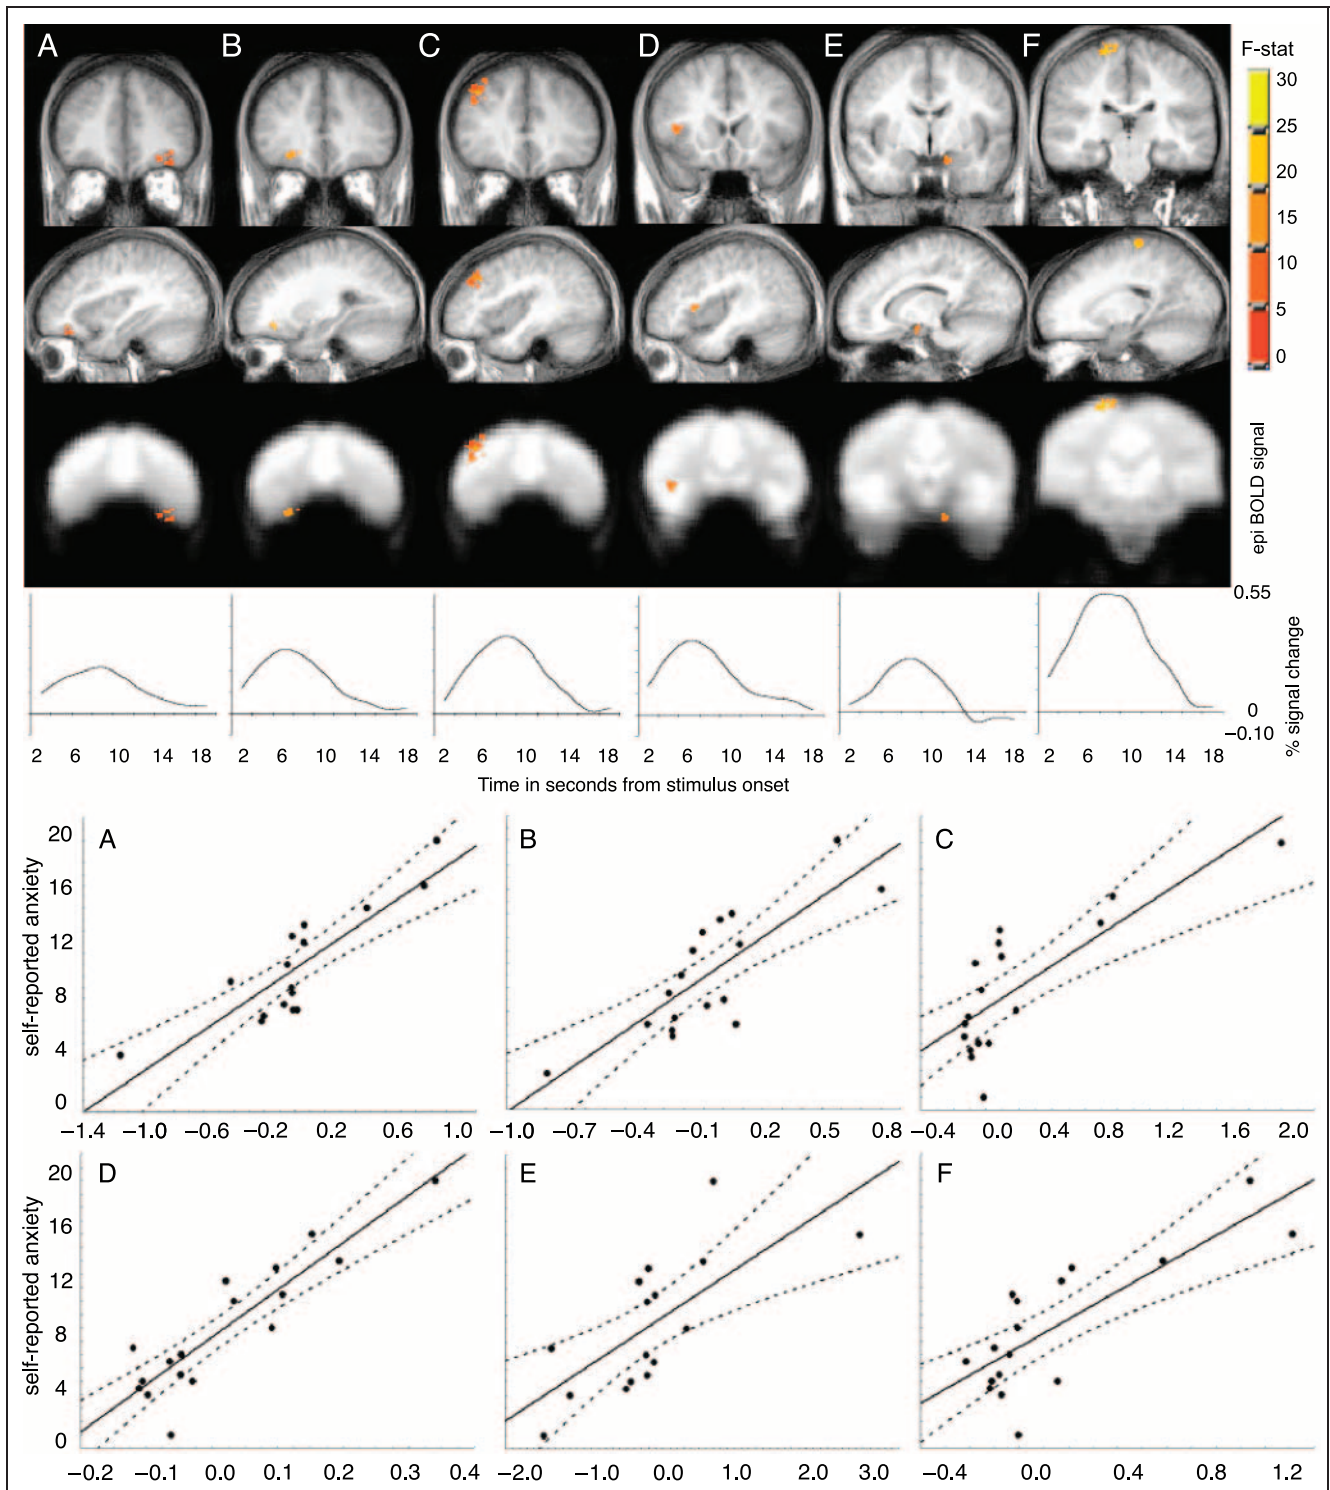 A B C D E F
F-stat
30
25
20
15
10
5
0
epi BOLD signal
0.55
0
−0.10
% signal change
2 6 10 14 18 2 6 10 14 18 2 6 10 14 18 2 6 10 14 18 2 6 10 14 18 2 6 10 14 18
Time in seconds from stimulus onset
A B C
self-reported anxiety
20
16
12
8
4
0
−1.4 −1.0 −0.6 −0.2 0.2 0.6 1.0 −1.0 −0.7 −0.4 −0.1 0.2 0.5 0.8 −0.4 0.0 0.4 0.8 1.2 1.6 2.0
D E F
self-reported anxiety
20
16
12
8
4
0
−0.2 −0.1 0.0 0.1 0.2 0.3 0.4 −2.0 −1.0 0.0 1.0 2.0 3.0 −0.4 0.0 0.4 0.8 1.2